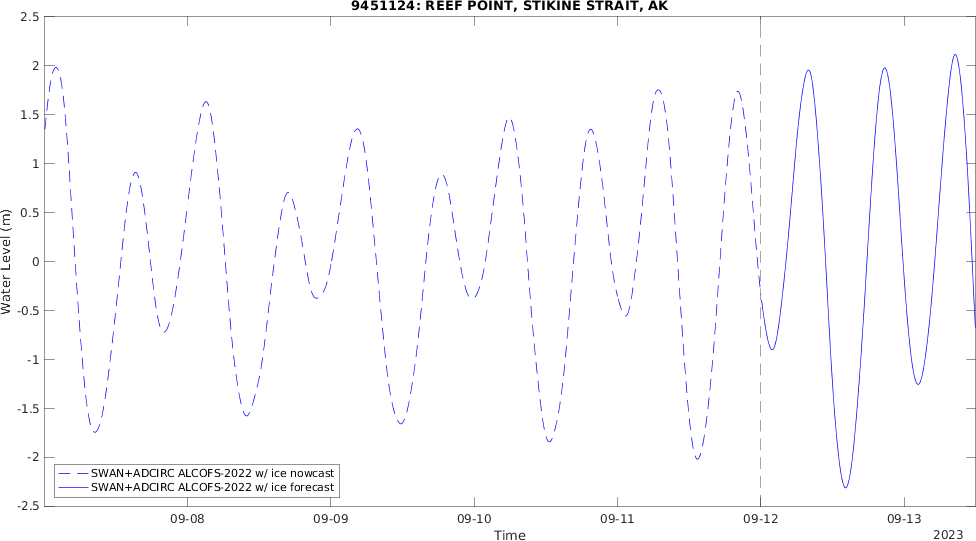 9451124: REEF POINT, STIKINE STRAIT, AK
2.5
2
1.5
1
0.5
0
-0.5
-1
-1.5
-2
-2.5
Water Level (m)
SWAN+ADCIRC ALCOFS-2022 w/ ice nowcast
SWAN+ADCIRC ALCOFS-2022 w/ ice forecast
09-08 09-09 09-10 09-11 09-12 09-13
Time
2023